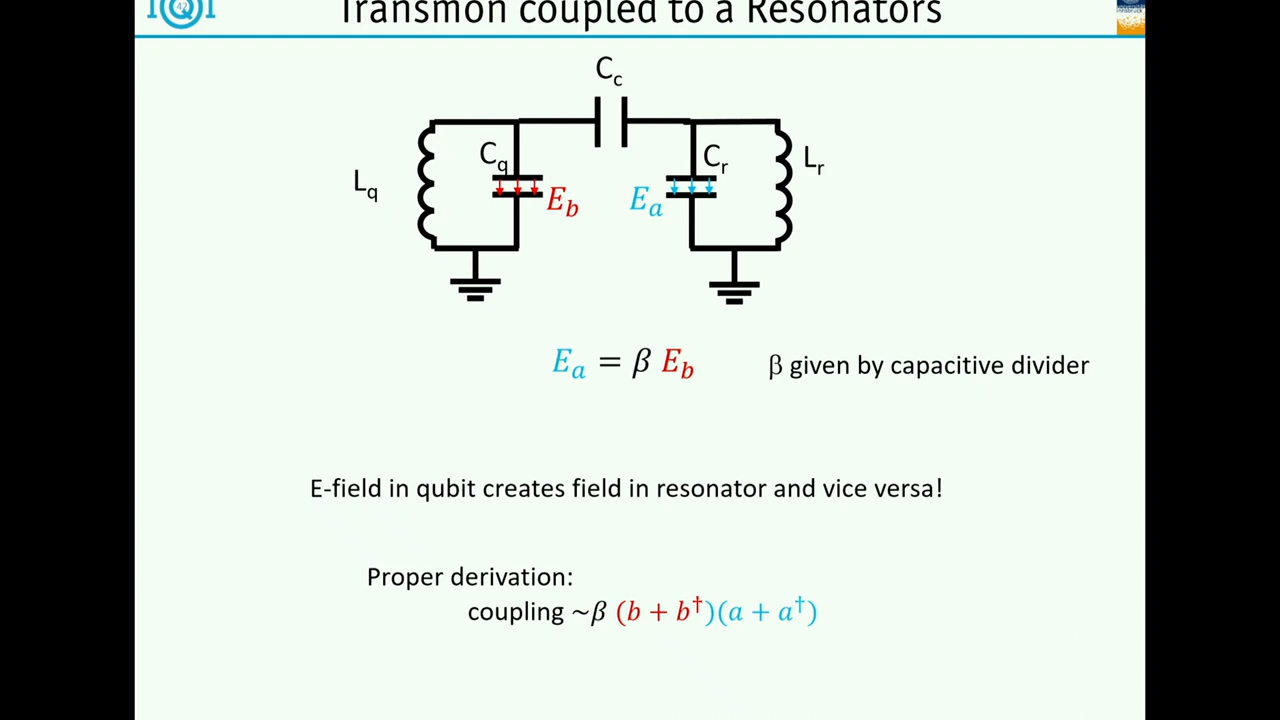 Transmon coupled to a Resonators
C_c
C_q
C_r
L_q
L_r
E_b
E_a
E_a = β E_b
β given by capacitive divider
E-field in qubit creates field in resonator and vice versa!
Proper derivation:
coupling ~β (b + b†)(a + a†)